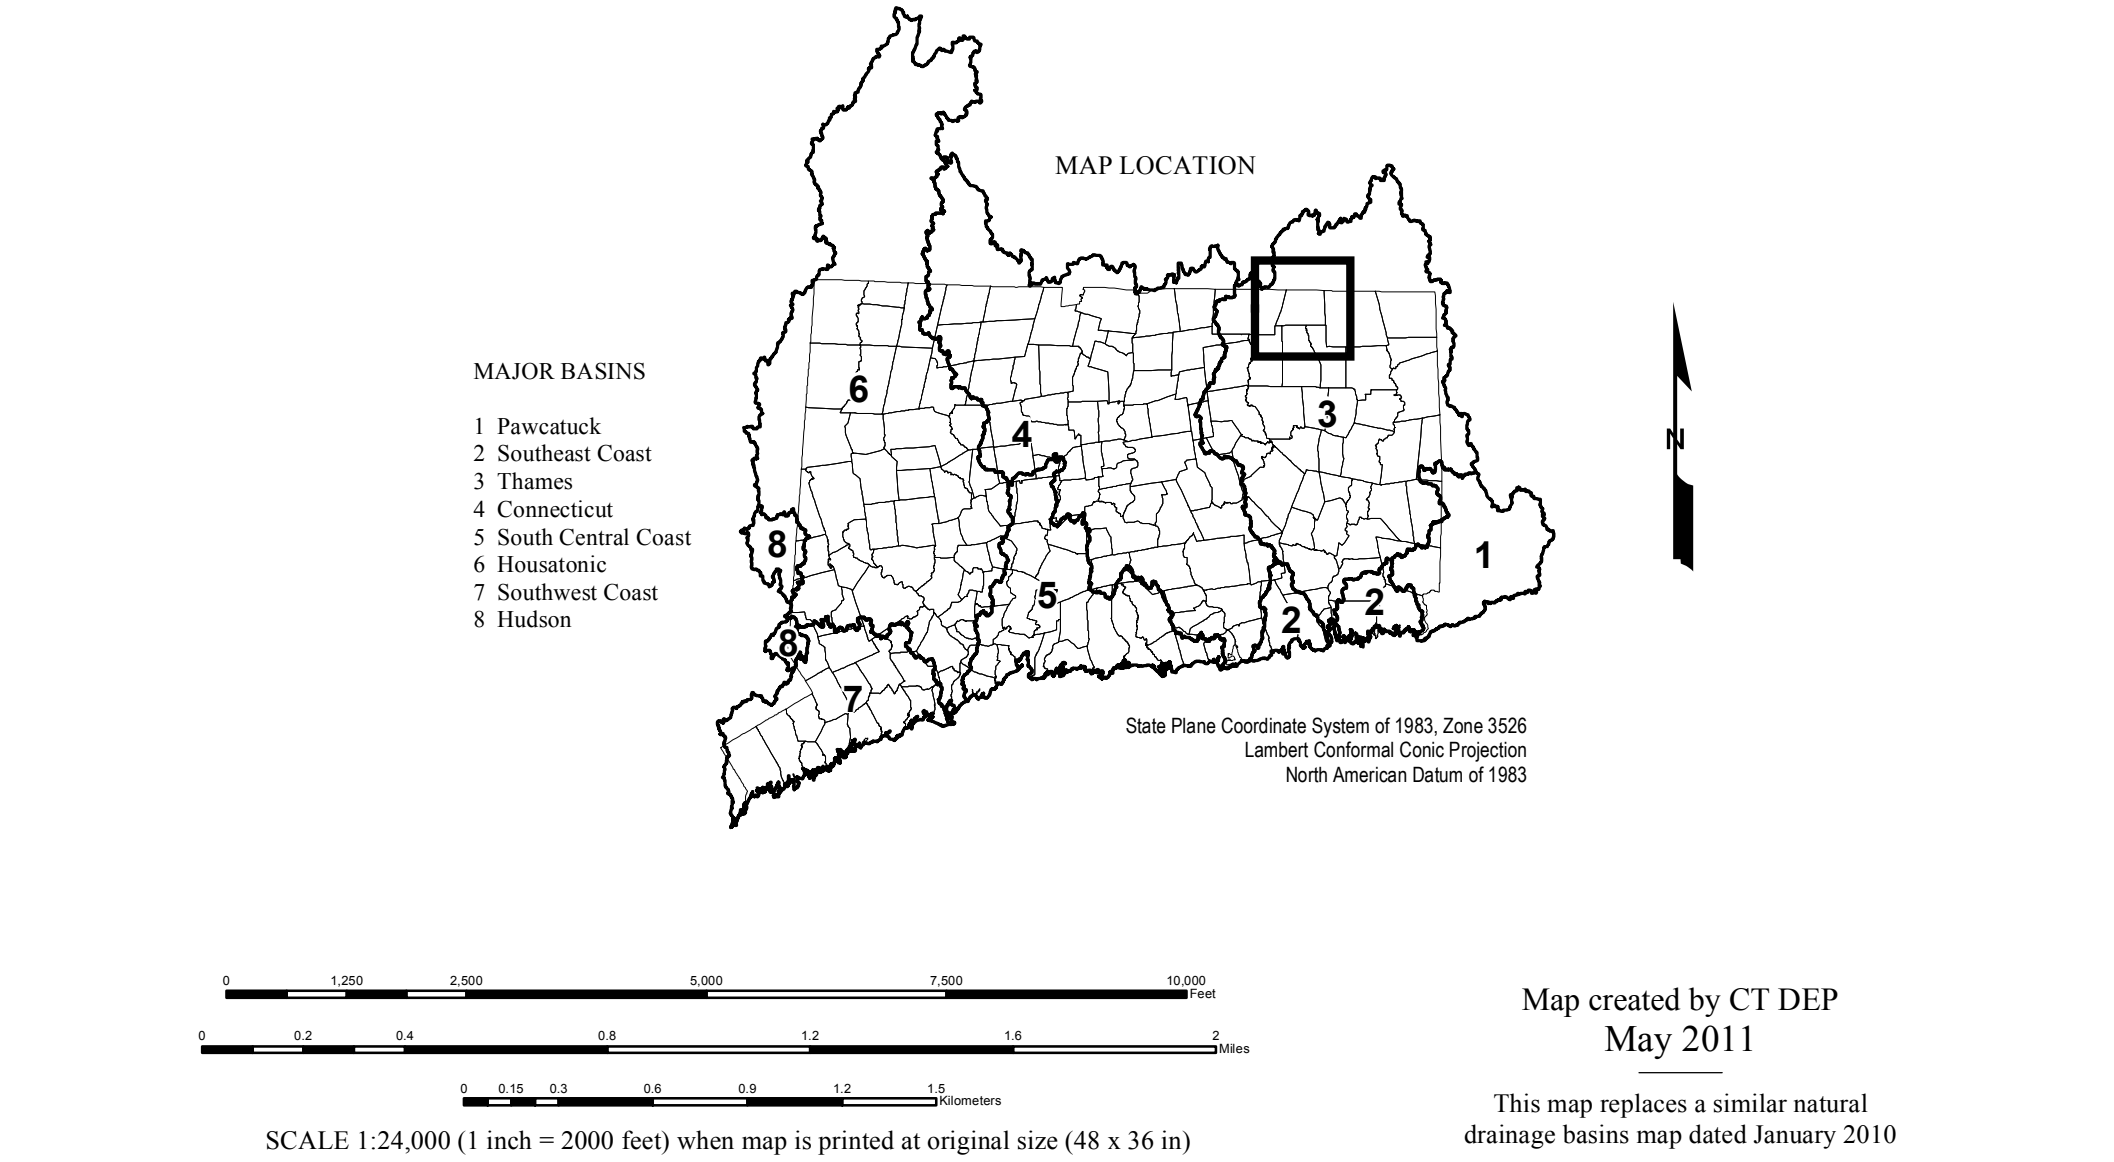 MAP LOCATION
MAJOR BASINS
1 Pawcatuck
2 Southeast Coast
3 Thames
4 Connecticut
5 South Central Coast
6 Housatonic
7 Southwest Coast
8 Hudson
6
3
4
8
1
5
2
2
8
7
N
State Plane Coordinate System of 1983, Zone 3526
Lambert Conformal Conic Projection
North American Datum of 1983
0 1,250 2,500 5,000 7,500 10,000
Feet
0 0.2 0.4 0.8 1.2 1.6 2
Miles
0 0.15 0.3 0.6 0.9 1.2 1.5
Kilometers
SCALE 1:24,000 (1 inch = 2000 feet) when map is printed at original size (48 x 36 in)
Map created by CT DEP
May 2011
This map replaces a similar natural
drainage basins map dated January 2010